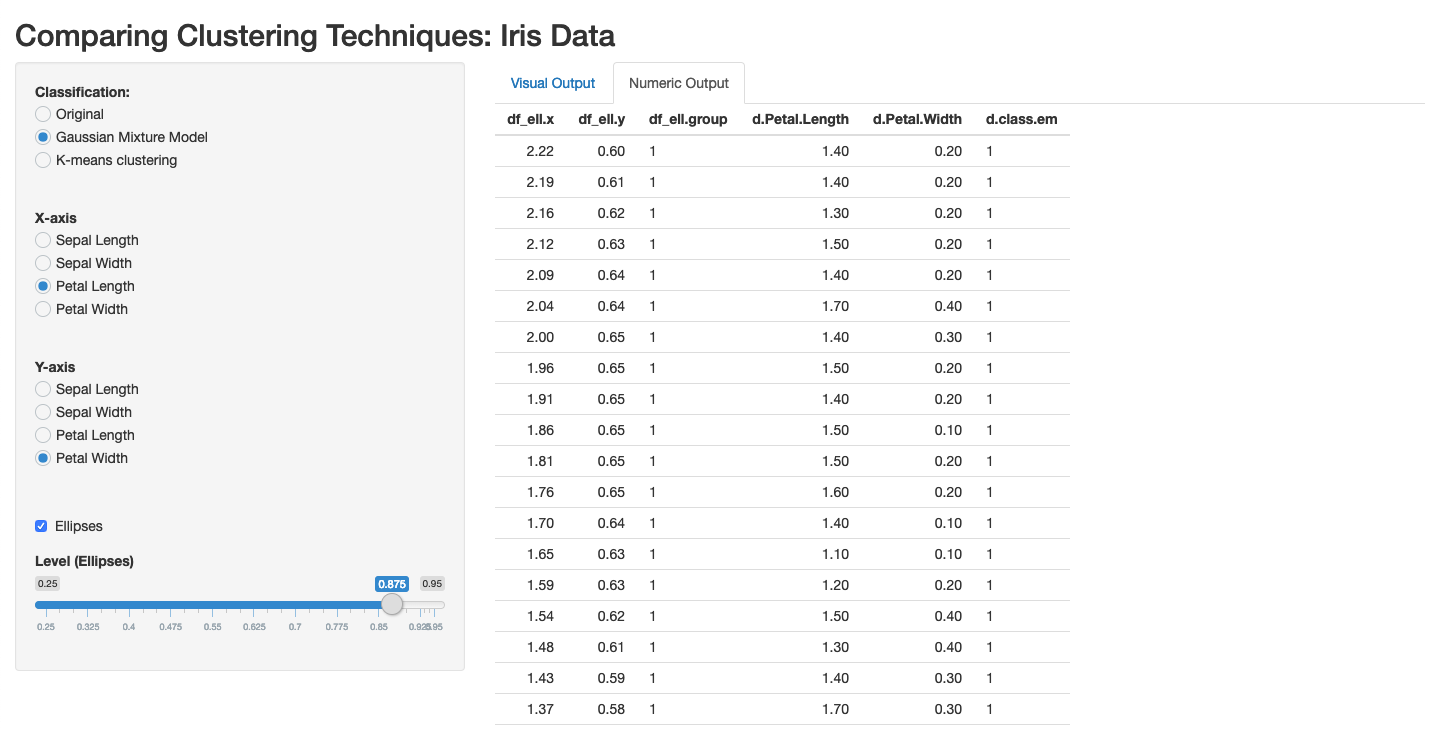 Comparing Clustering Techniques: Iris Data
Classification:
Original
Gaussian Mixture Model
K-means clustering
X-axis
Sepal Length
Sepal Width
Petal Length
Petal Width
Y-axis
Sepal Length
Sepal Width
Petal Length
Petal Width
Ellipses
Level (Ellipses)
0.25 0.875 0.95
0.25 0.325 0.4 0.475 0.55 0.625 0.7 0.775 0.85 0.925 0.95
Visual Output Numeric Output
df_ell.x df_ell.y df_ell.group d.Petal.Length d.Petal.Width d.class.em
2.22 0.60 1 1.40 0.20 1
2.19 0.61 1 1.40 0.20 1
2.16 0.62 1 1.30 0.20 1
2.12 0.63 1 1.50 0.20 1
2.09 0.64 1 1.40 0.20 1
2.04 0.64 1 1.70 0.40 1
2.00 0.65 1 1.40 0.30 1
1.96 0.65 1 1.50 0.20 1
1.91 0.65 1 1.40 0.20 1
1.86 0.65 1 1.50 0.10 1
1.81 0.65 1 1.50 0.20 1
1.76 0.65 1 1.60 0.20 1
1.70 0.64 1 1.40 0.10 1
1.65 0.63 1 1.10 0.10 1
1.59 0.63 1 1.20 0.20 1
1.54 0.62 1 1.50 0.40 1
1.48 0.61 1 1.30 0.40 1
1.43 0.59 1 1.40 0.30 1
1.37 0.58 1 1.70 0.30 1